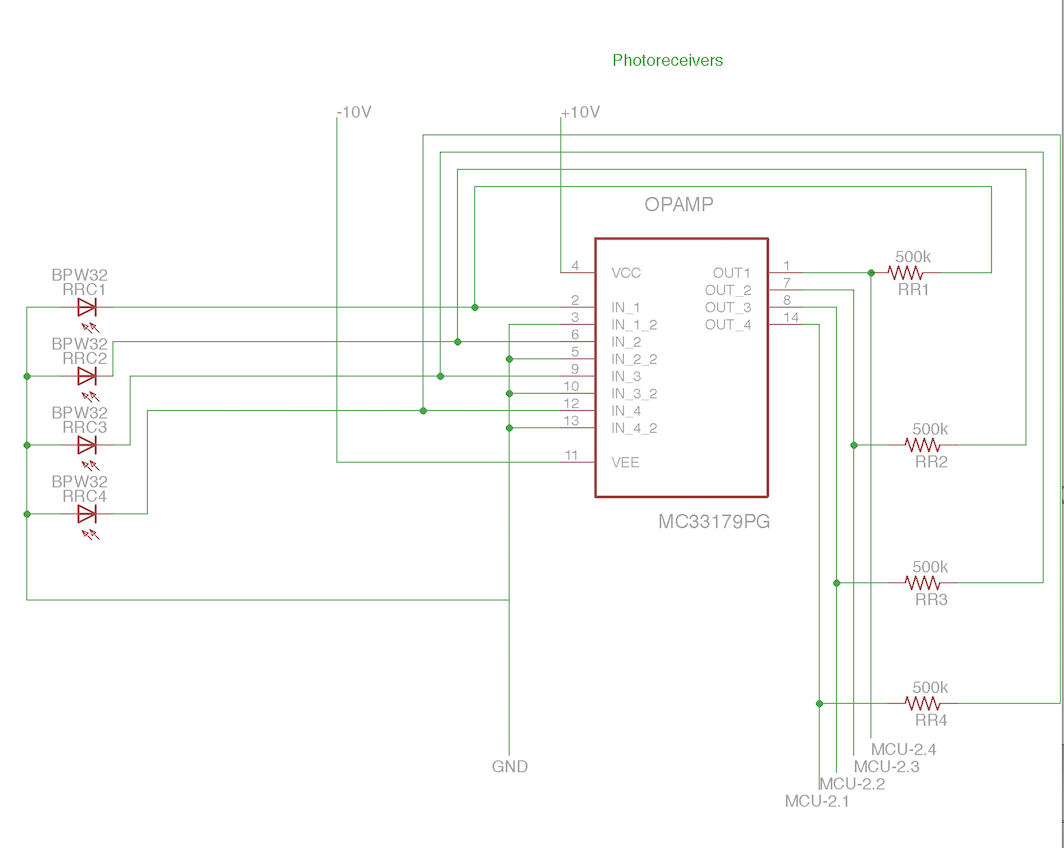 Photoreceivers
-10V
+10V
OPAMP
BPW32
RRC1
BPW32
RRC2
BPW32
RRC3
BPW32
RRC4
4 VCC
2 IN_1
3 IN_1_2
6 IN_2
5 IN_2_2
9 IN_3
10 IN_3_2
12 IN_4
13 IN_4_2
11 VEE
OUT1 1
OUT_2 7
OUT_3 8
OUT_4 14
MC33179PG
500k
RR1
500k
RR2
500k
RR3
500k
RR4
GND
MCU-2.4
MCU-2.3
MCU-2.2
MCU-2.1